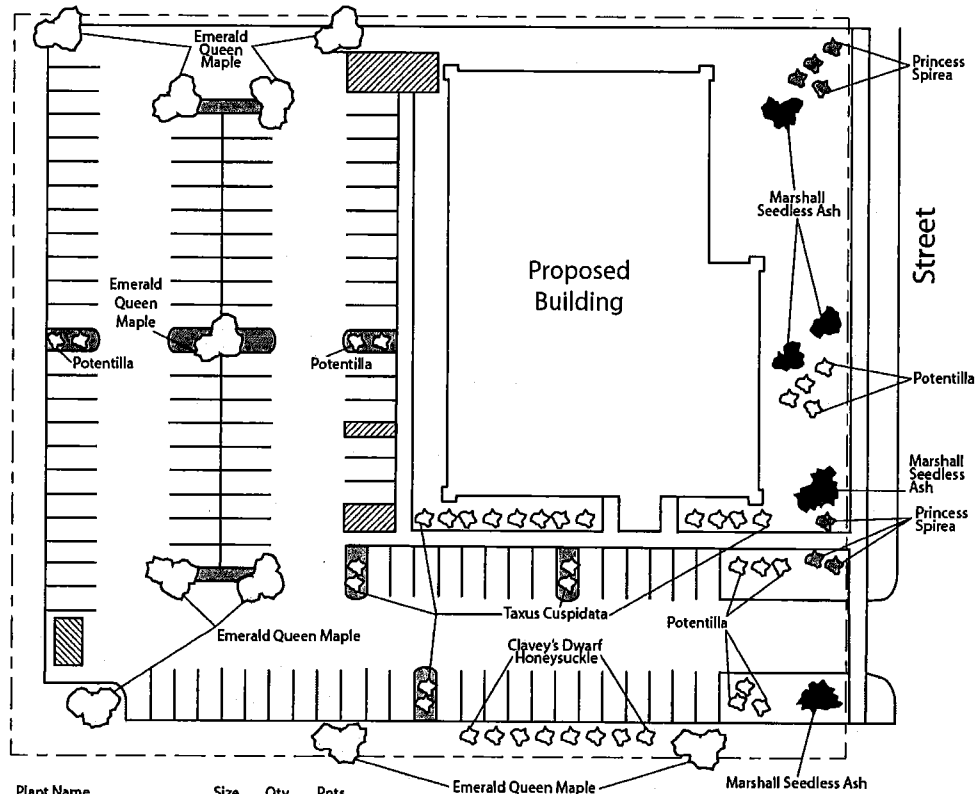 Emerald
Queen
Maple
Princess
Spirea
Marshall
Seedless Ash
Street
Proposed
Building
Emerald
Queen
Maple
Potentilla
Potentilla
Potentilla
Marshall
Seedless
Ash
Princess
Spirea
Taxus Cuspidata
Potentilla
Emerald Queen Maple
Clavey's Dwarf
Honeysuckle
Emerald Queen Maple
Marshall Seedless Ash
Plant Name Size Qty Pnts